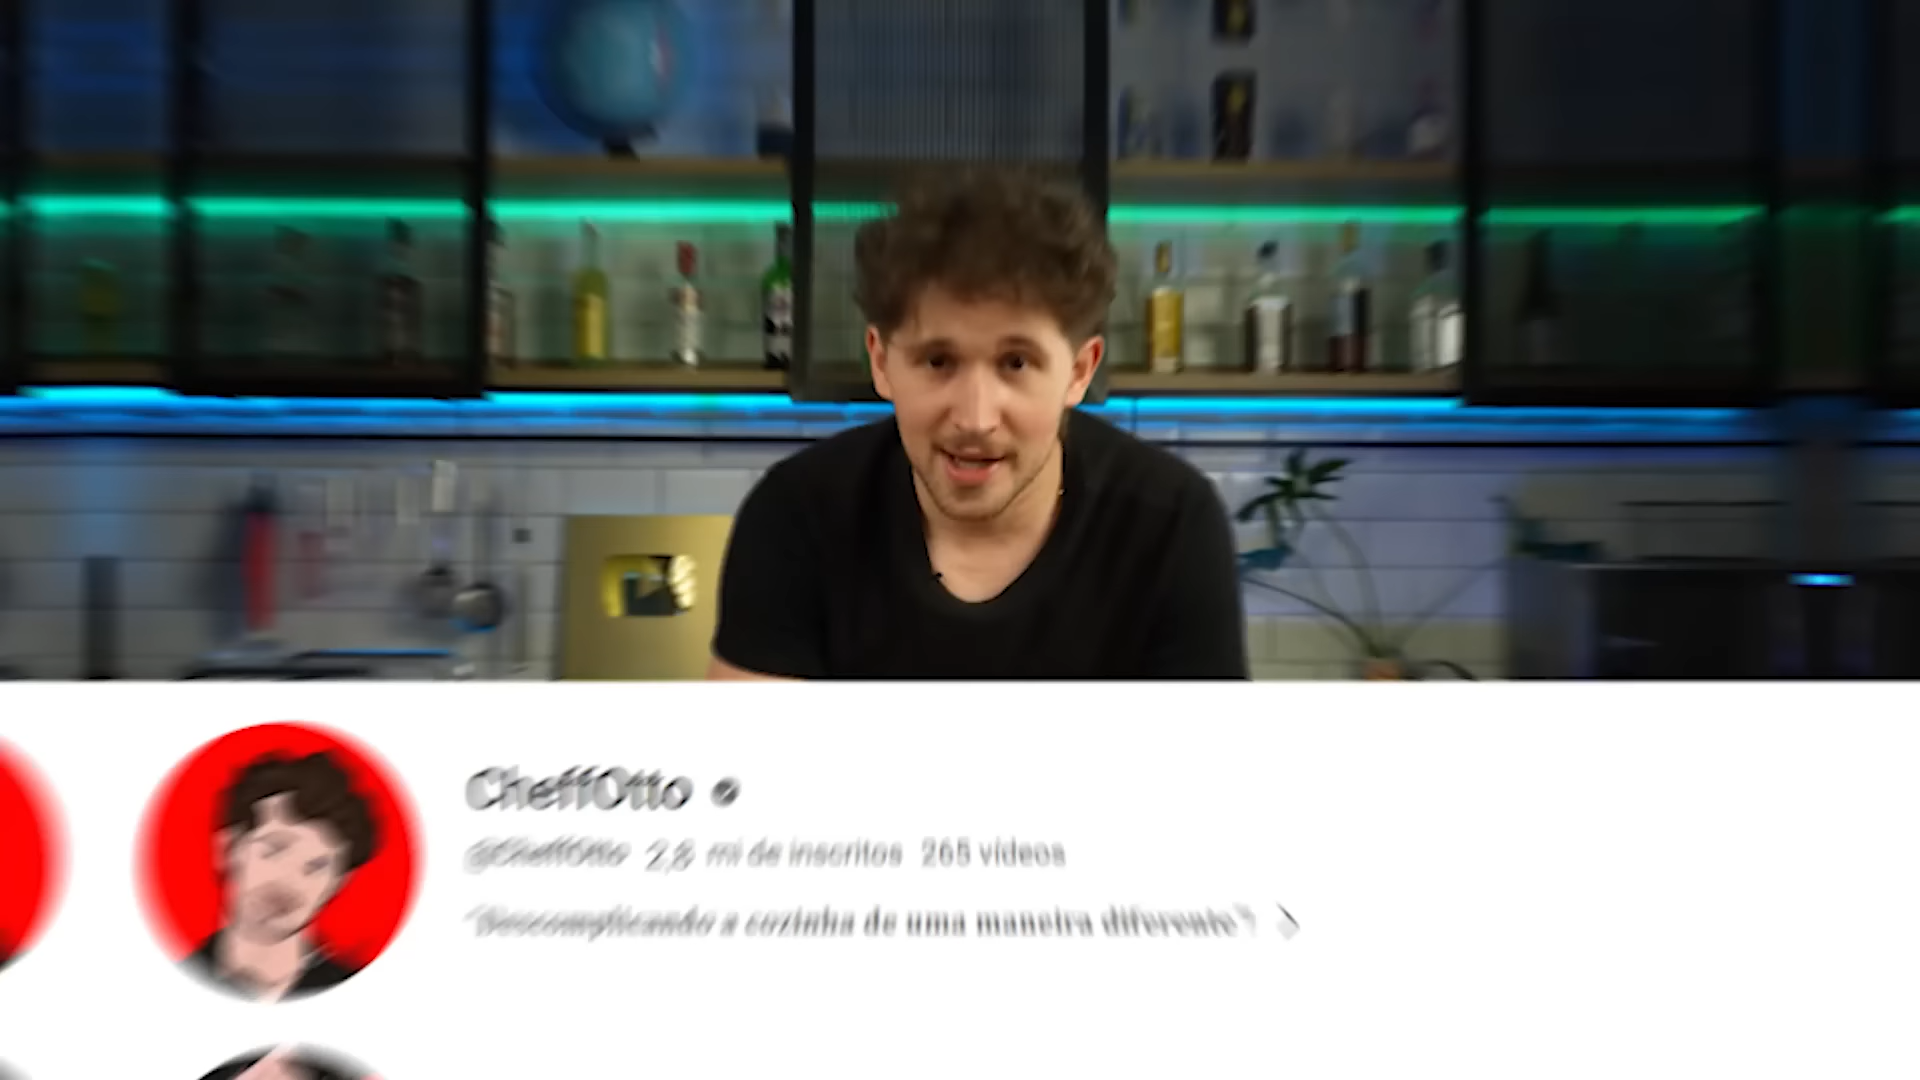 CheffOtto
@CheffOtto 2,8 mi de inscritos 265 vídeos
"Descomplicando a cozinha de uma maneira diferente"!